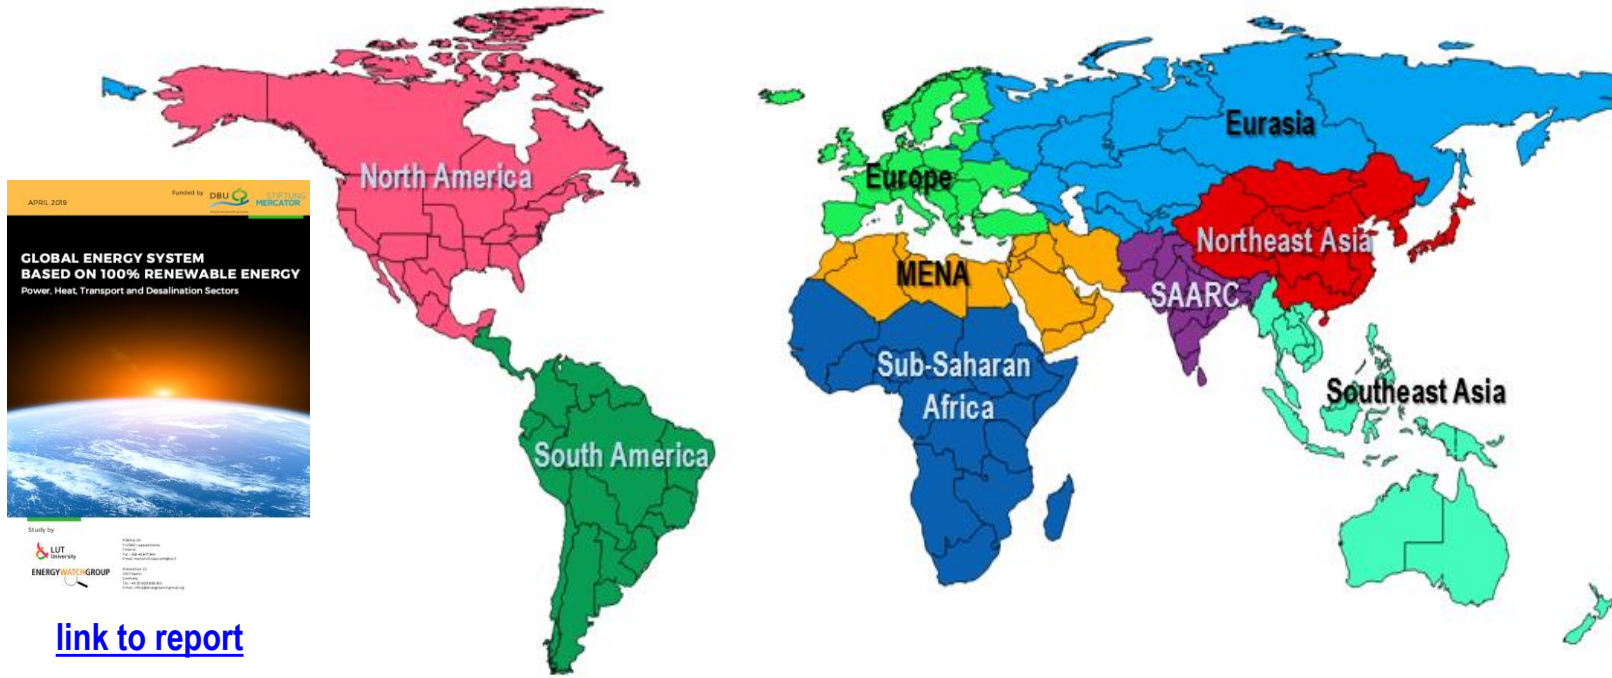 APRIL 2019
Funded by
DBU
STIFTUNG
MERCATOR
GLOBAL ENERGY SYSTEM
BASED ON 100% RENEWABLE ENERGY
Power, Heat, Transport and Desalination Sectors
Study by
LUT
University
ENERGYWATCHGROUP
link to report
North America
South America
Europe
Eurasia
MENA
Sub-Saharan
Africa
SAARC
Northeast Asia
Southeast Asia